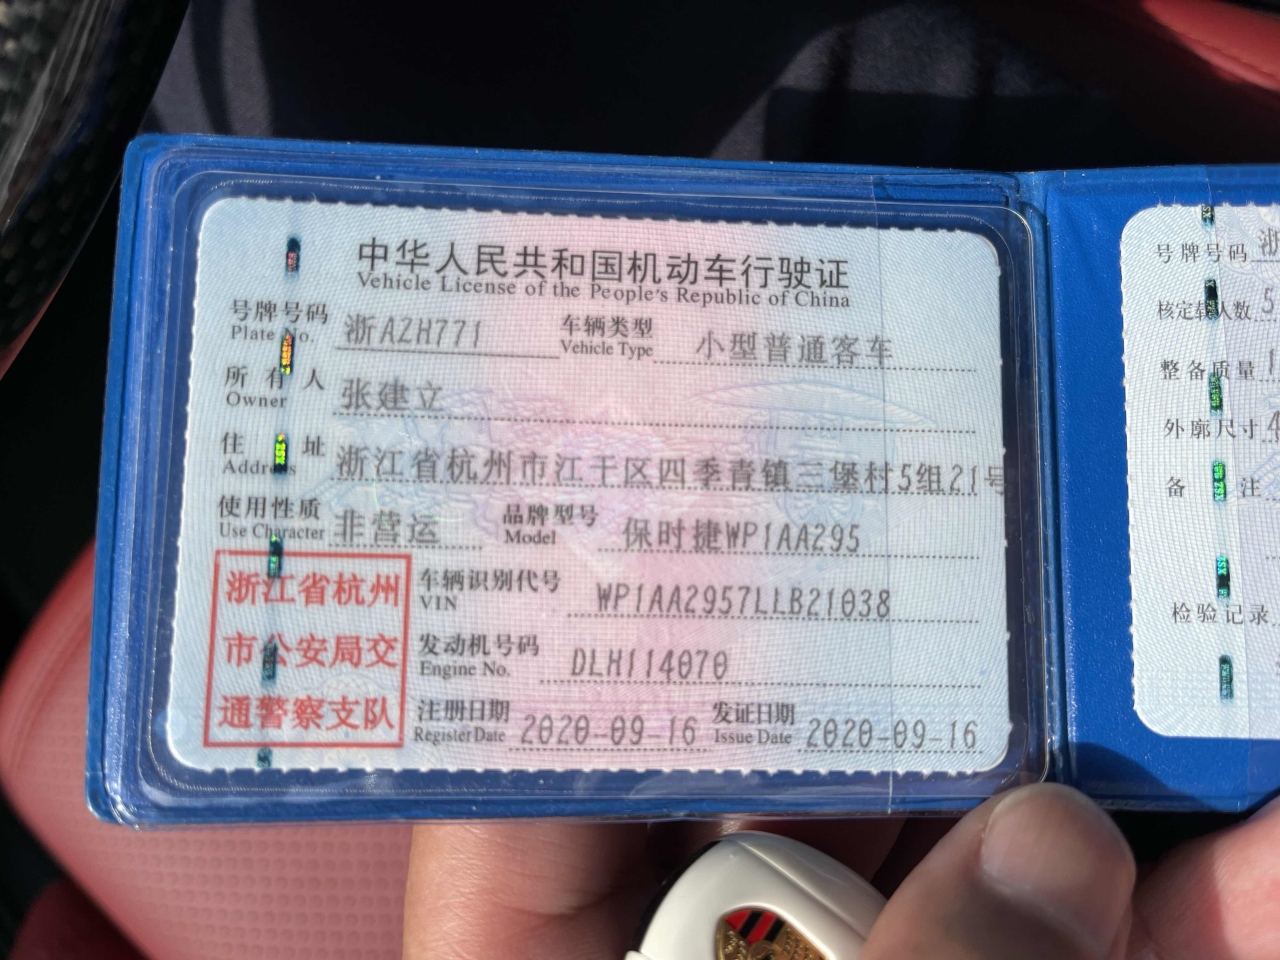 中华人民共和国机动车行驶证
Vehicle License of the People's Republic of China
号牌号码 浙AZH771 车辆类型 小型普通客车
Plate No. Vehicle Type
所有人 张建立
Owner
住址 浙江省杭州市江干区四季青镇三堡村5组21号
Address
使用性质 非营运 品牌型号 保时捷WP1AA295
Use Character Model
浙江省杭州
市公安局交
通警察支队
车辆识别代号 WP1AA2957LLB21038
VIN
发动机号码 DLH114070
Engine No.
注册日期 2020-09-16 发证日期 2020-09-16
Register Date Issue Date
号牌号码 浙
核定载人数 5
整备质量 1
外廓尺寸 4
备注
检验记录